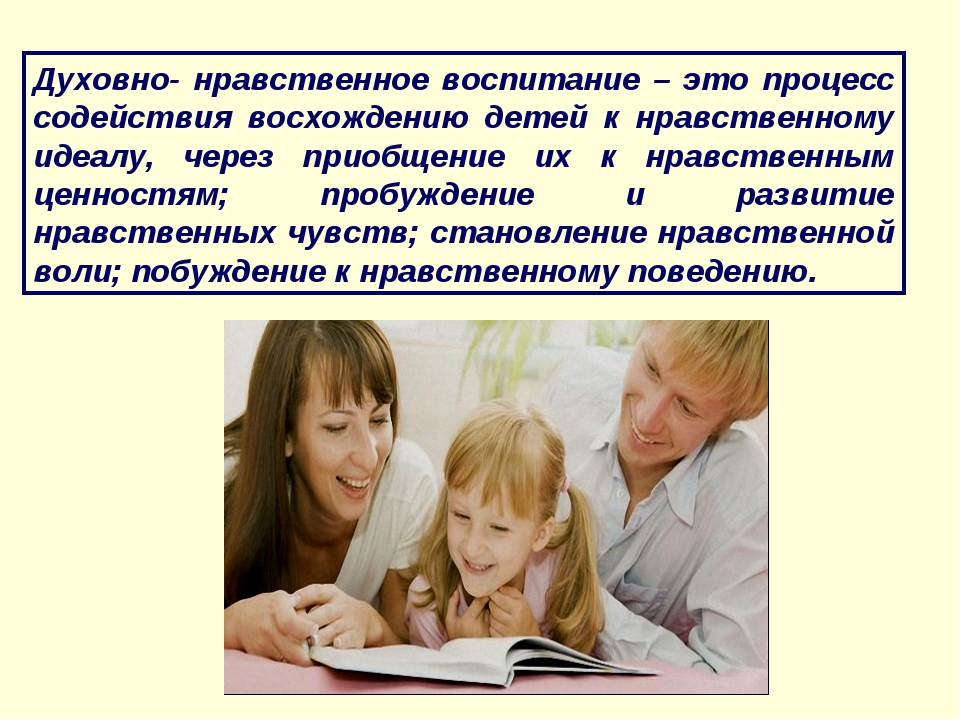 Духовно- нравственное воспитание – это процесс
содействия восхождению детей к нравственному
идеалу, через приобщение их к нравственным
ценностям; пробуждение и развитие
нравственных чувств; становление нравственной
воли; побуждение к нравственному поведению.